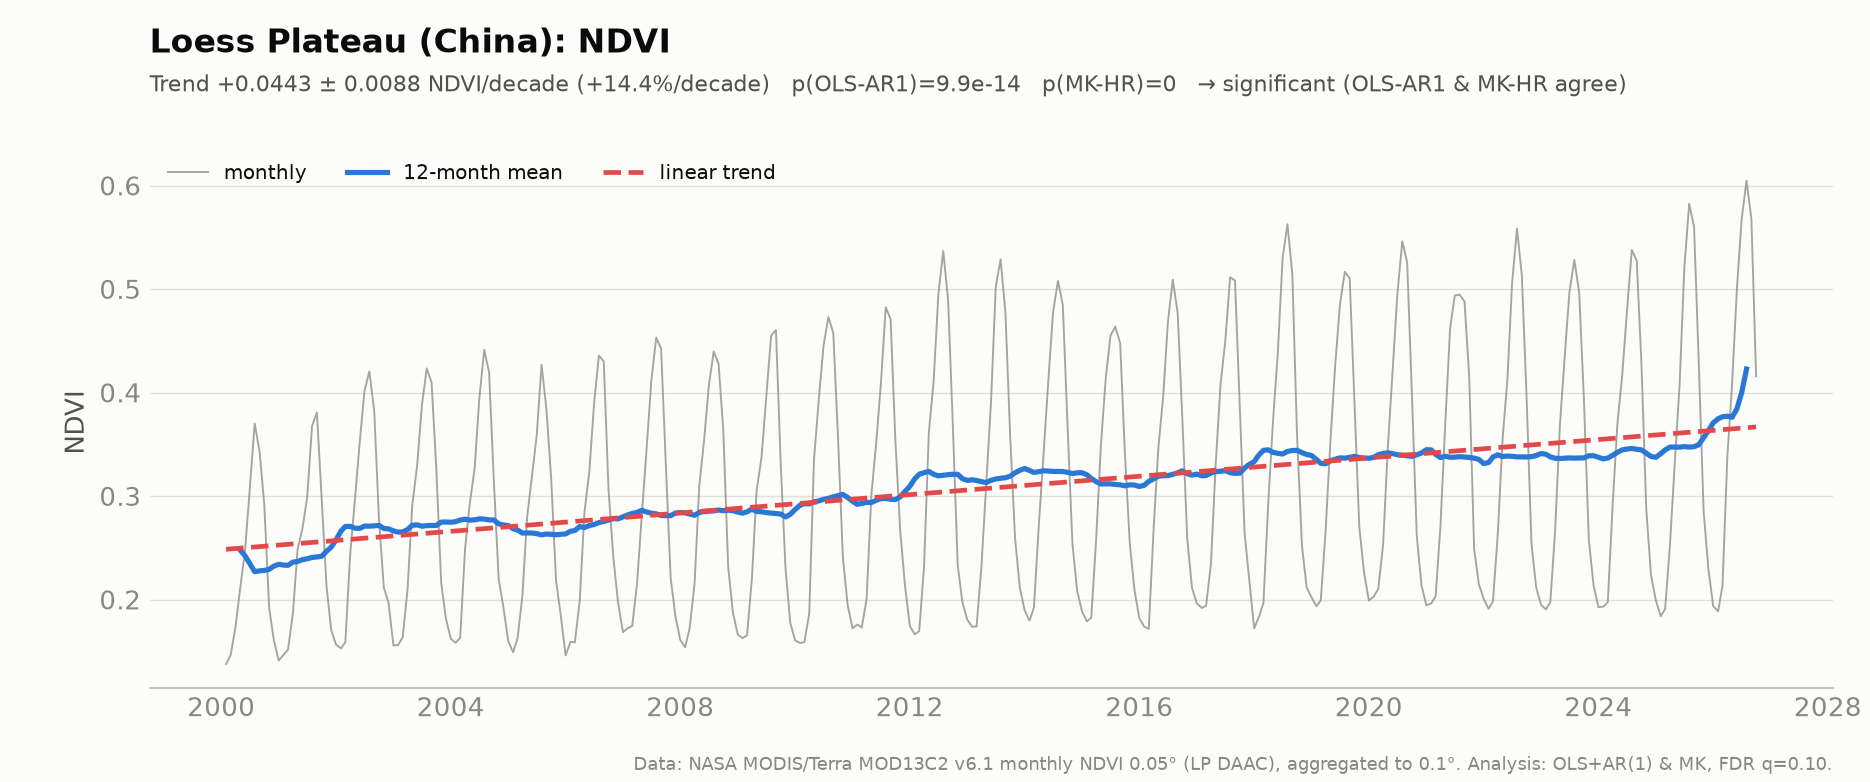 Loess Plateau (China): NDVI
Trend +0.0443 ± 0.0088 NDVI/decade (+14.4%/decade)   p(OLS-AR1)=9.9e-14   p(MK-HR)=0   → significant (OLS-AR1 & MK-HR agree)
monthly   12-month mean   linear trend
NDVI
0.6
0.5
0.4
0.3
0.2
2000   2004   2008   2012   2016   2020   2024   2028
Data: NASA MODIS/Terra MOD13C2 v6.1 monthly NDVI 0.05° (LP DAAC), aggregated to 0.1°. Analysis: OLS+AR(1) & MK, FDR q=0.10.